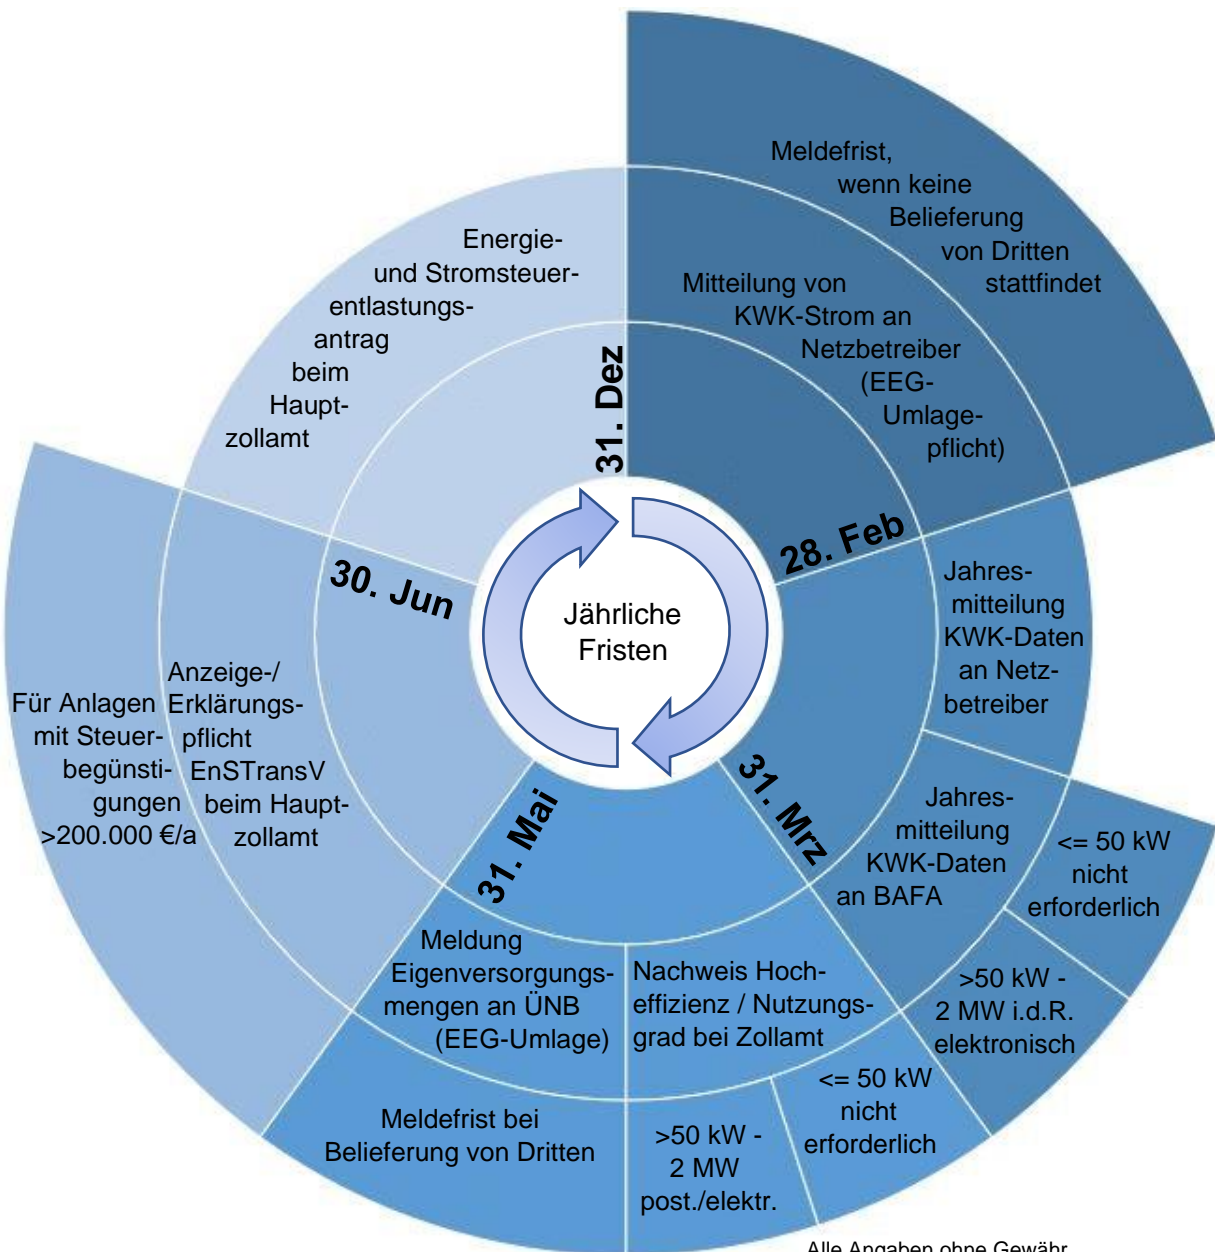 Jährliche
Fristen
31. Dez
28. Feb
31. Mrz
31. Mai
30. Jun
Meldefrist,
wenn keine
Belieferung
von Dritten
stattfindet
Mitteilung von
KWK-Strom an
Netzbetreiber
(EEG-
Umlage-
pflicht)
Jahres-
mitteilung
KWK-Daten
an Netz-
betreiber
Jahres-
mitteilung
KWK-Daten
an BAFA
<= 50 kW
nicht
erforderlich
>50 kW -
2 MW i.d.R.
elektronisch
Nachweis Hoch-
effizienz / Nutzungs-
grad bei Zollamt
<= 50 kW
nicht
erforderlich
>50 kW -
2 MW
post./elektr.
Meldung
Eigenversorgungs-
mengen an ÜNB
(EEG-Umlage)
Meldefrist bei
Belieferung von Dritten
Anzeige-/
Erklärungs-
pflicht
EnSTransV
beim Haupt-
zollamt
Für Anlagen
mit Steuer-
begünsti-
gungen
>200.000 €/a
Energie-
und Stromsteuer-
entlastungs-
antrag
beim
Haupt-
zollamt
Alle Angaben ohne Gewähr